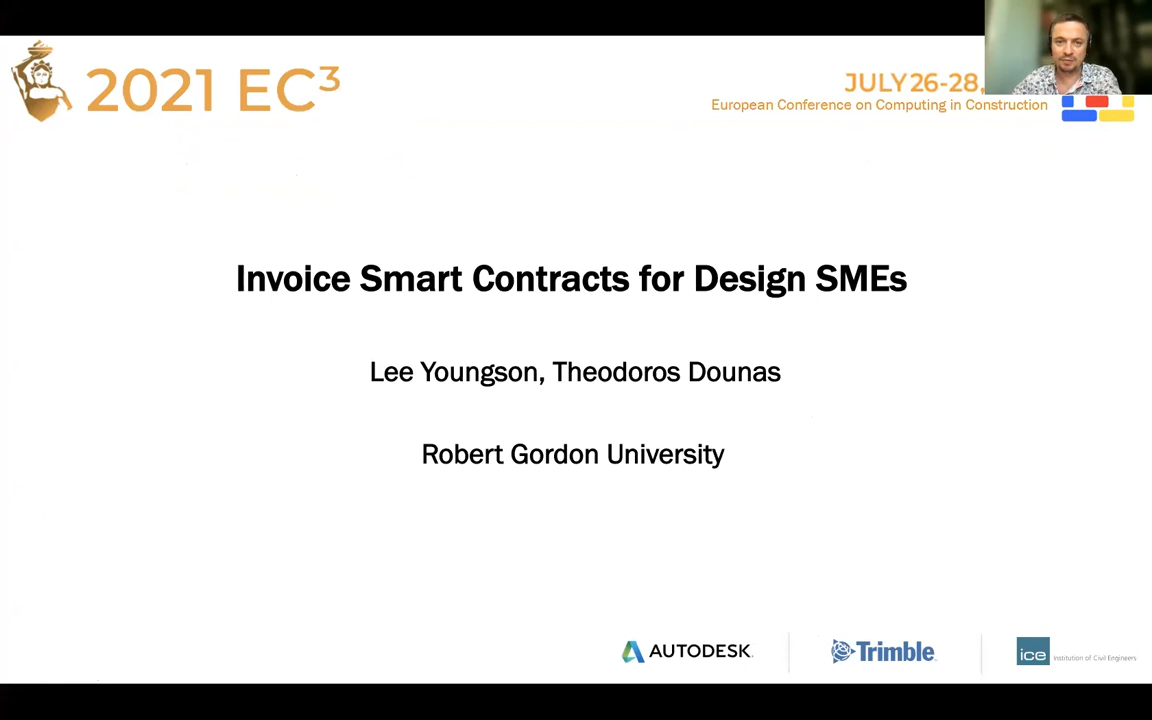 2021 EC³
JULY 26-28,
European Conference on Computing in Construction
Invoice Smart Contracts for Design SMEs
Lee Youngson, Theodoros Dounas
Robert Gordon University
AUTODESK
Trimble
ice Institution of Civil Engineers